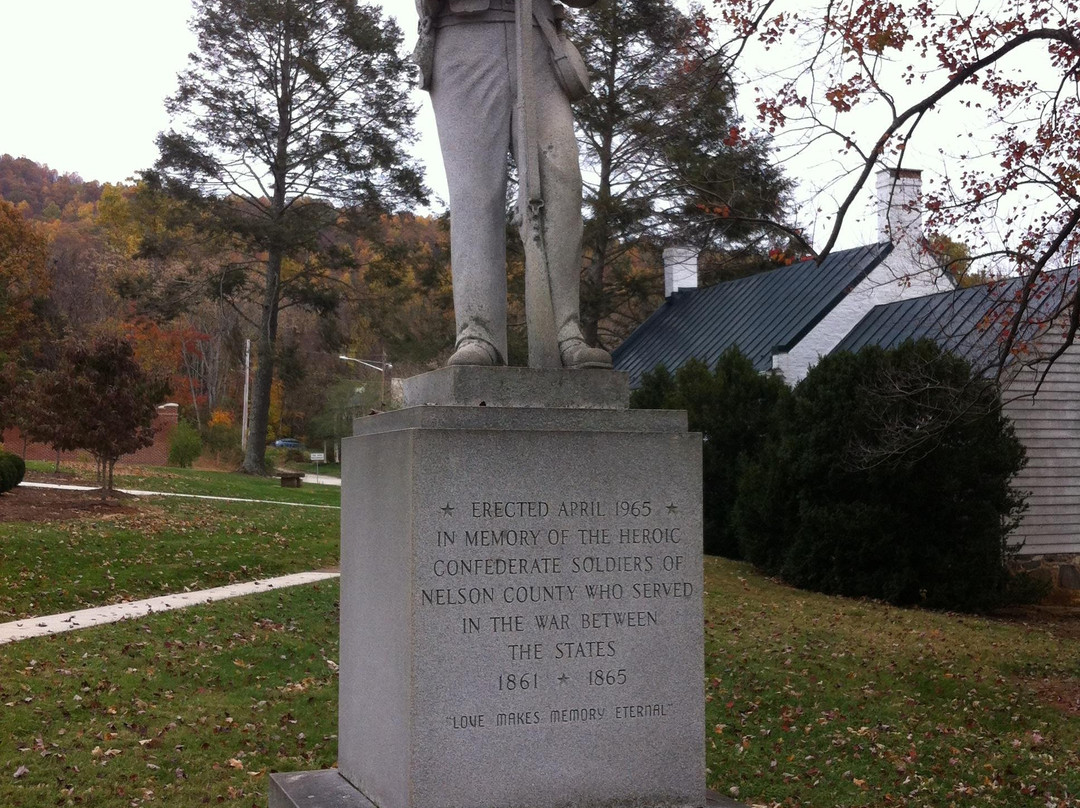 ★ ERECTED APRIL 1965 ★
IN MEMORY OF THE HEROIC
CONFEDERATE SOLDIERS OF
NELSON COUNTY WHO SERVED
IN THE WAR BETWEEN
THE STATES
1861 ★ 1865
"LOVE MAKES MEMORY ETERNAL"